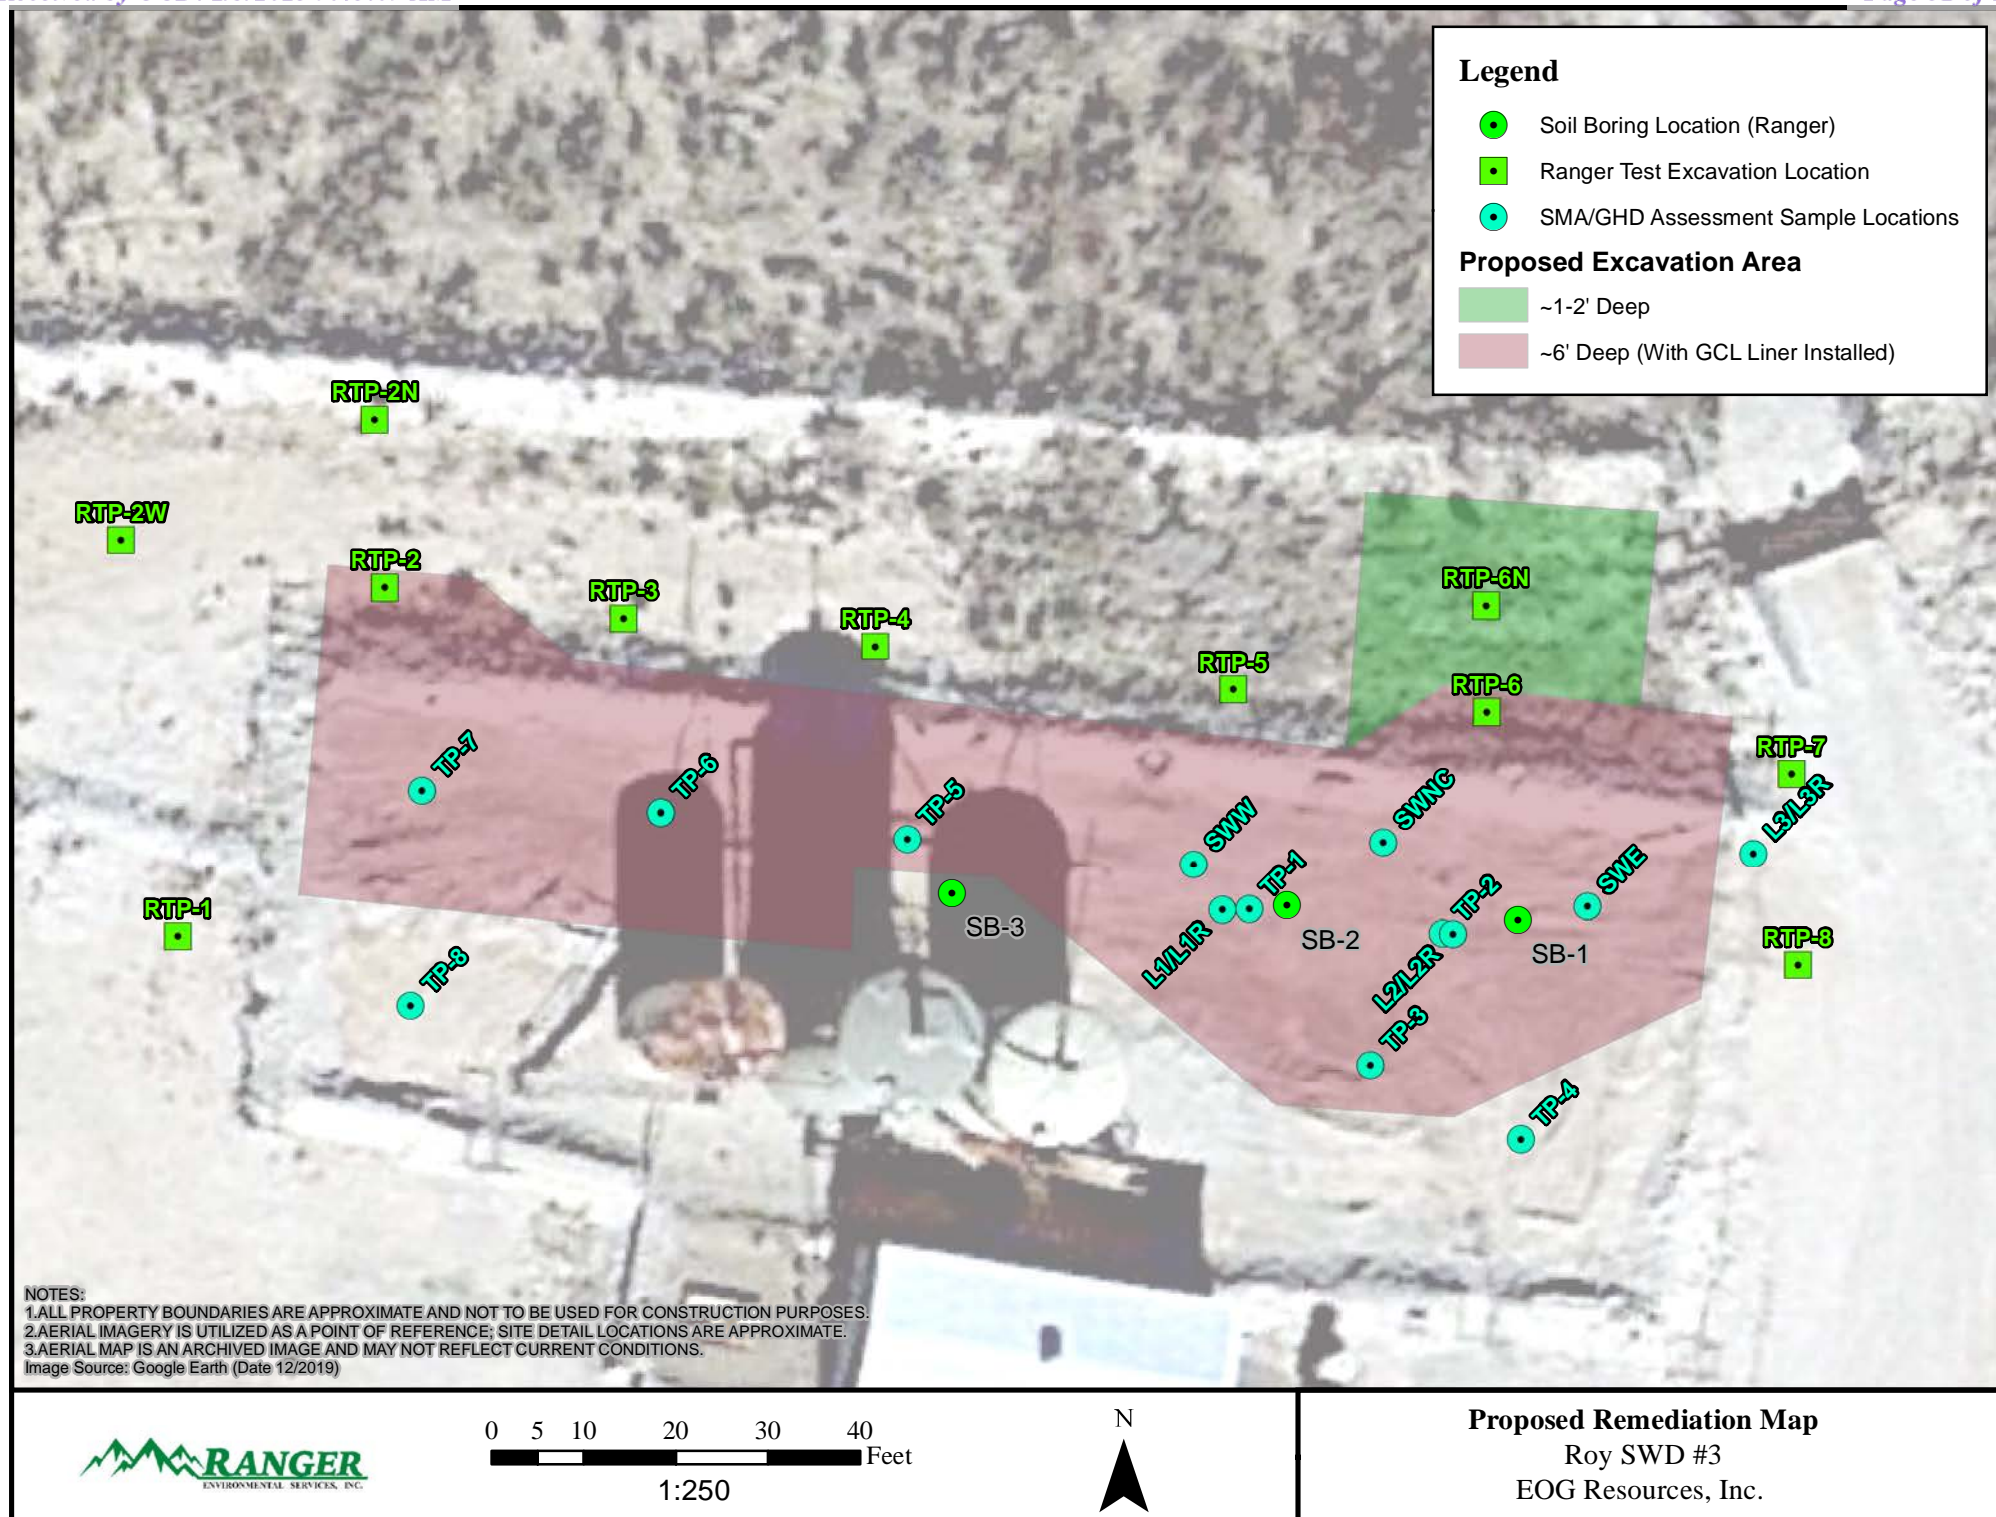 Legend
Soil Boring Location (Ranger)
Ranger Test Excavation Location
SMA/GHD Assessment Sample Locations
Proposed Excavation Area
~1-2' Deep
~6' Deep (With GCL Liner Installed)
RTP-2N
RTP-2W
RTP-2
RTP-3
RTP-4
RTP-5
RTP-6N
RTP-6
RTP-7
L3/L3R
TP-7
TP-6
TP-5
SWW
SWNC
TP-1
TP-2
SWE
RTP-1
SB-3
SB-2
SB-1
RTP-8
L1/L1R
L2/L2R
TP-8
TP-3
TP-4
NOTES:
1.ALL PROPERTY BOUNDARIES ARE APPROXIMATE AND NOT TO BE USED FOR CONSTRUCTION PURPOSES.
2.AERIAL IMAGERY IS UTILIZED AS A POINT OF REFERENCE; SITE DETAIL LOCATIONS ARE APPROXIMATE.
3.AERIAL MAP IS AN ARCHIVED IMAGE AND MAY NOT REFLECT CURRENT CONDITIONS.
Image Source: Google Earth (Date 12/2019)
RANGER
ENVIRONMENTAL SERVICES, INC.
0 5 10 20 30 40
Feet
1:250
N
Proposed Remediation Map
Roy SWD #3
EOG Resources, Inc.